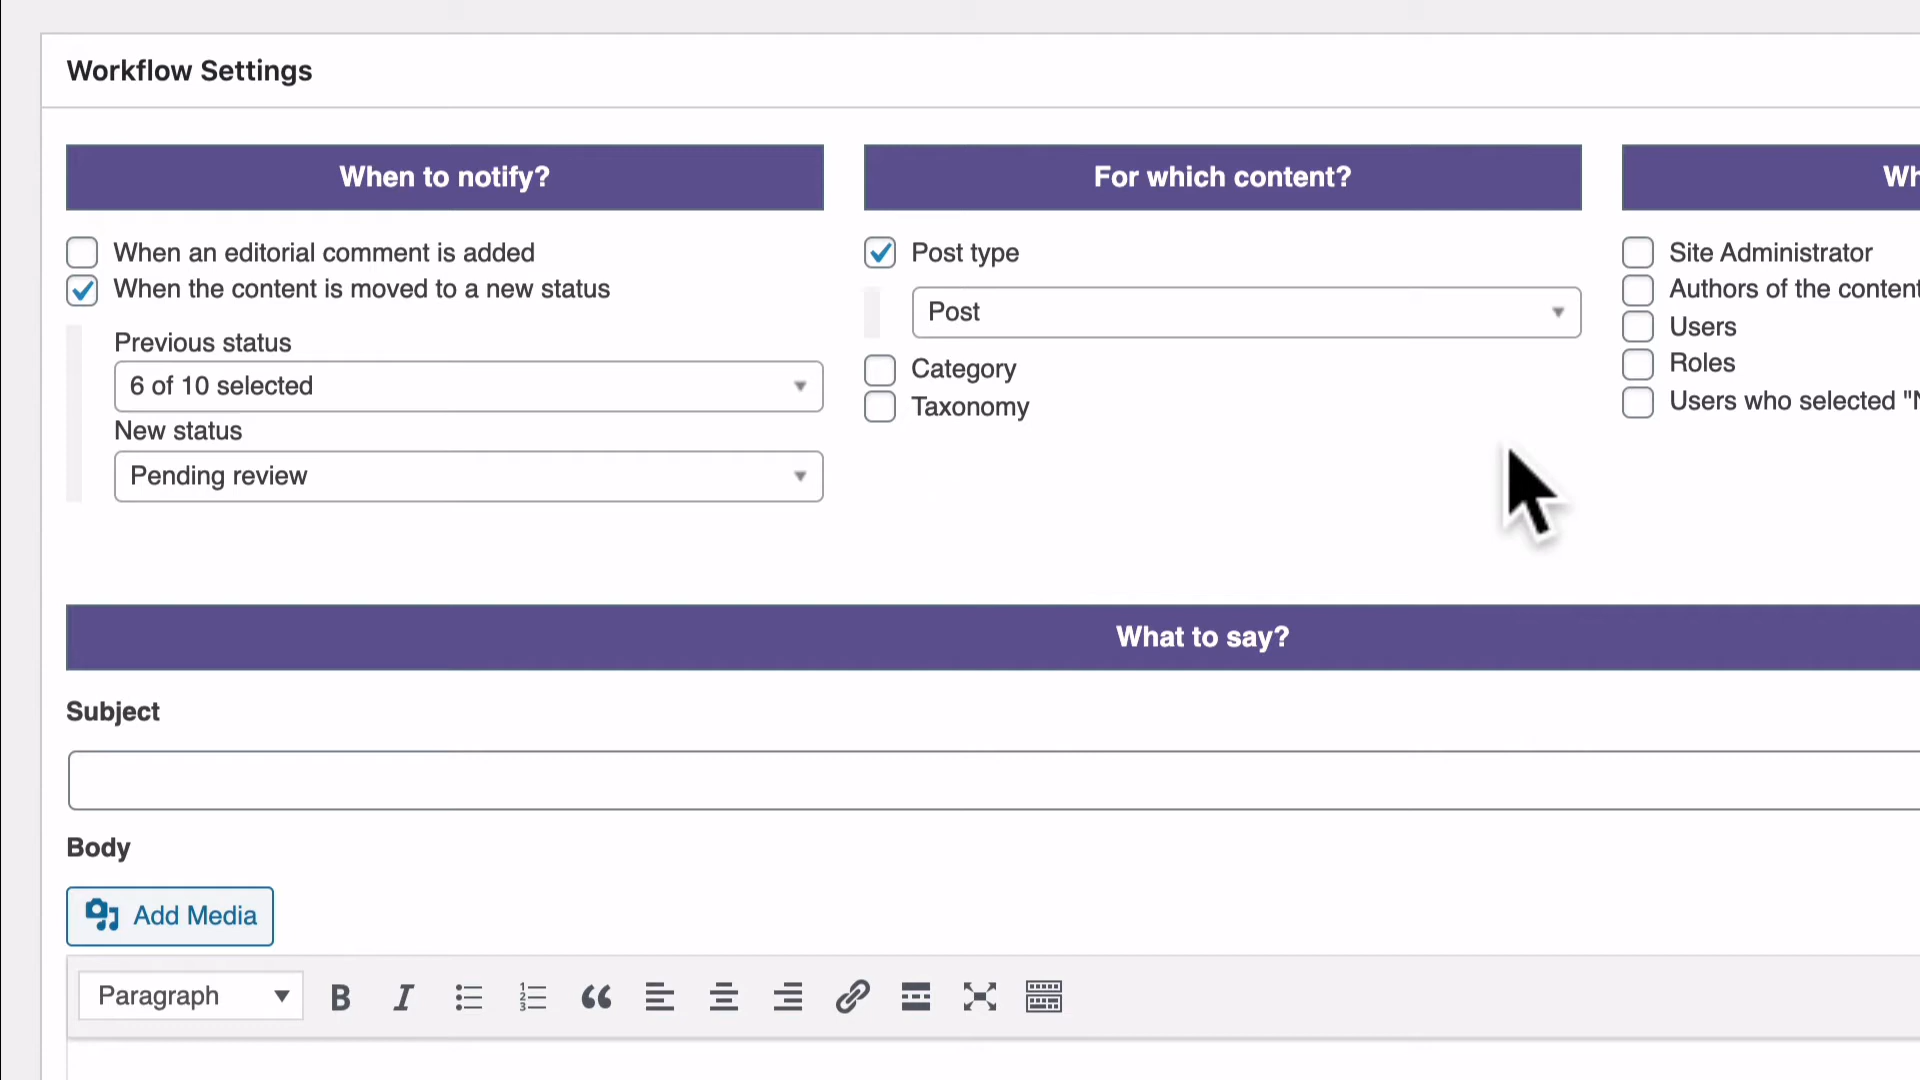 Workflow Settings
When to notify?
When an editorial comment is added
When the content is moved to a new status
Previous status
6 of 10 selected
New status
Pending review
For which content?
Post type
Post
Category
Taxonomy
Site Administrator
Authors of the content
Users
Roles
Users who selected "
What to say?
Subject
Body
Add Media
Paragraph